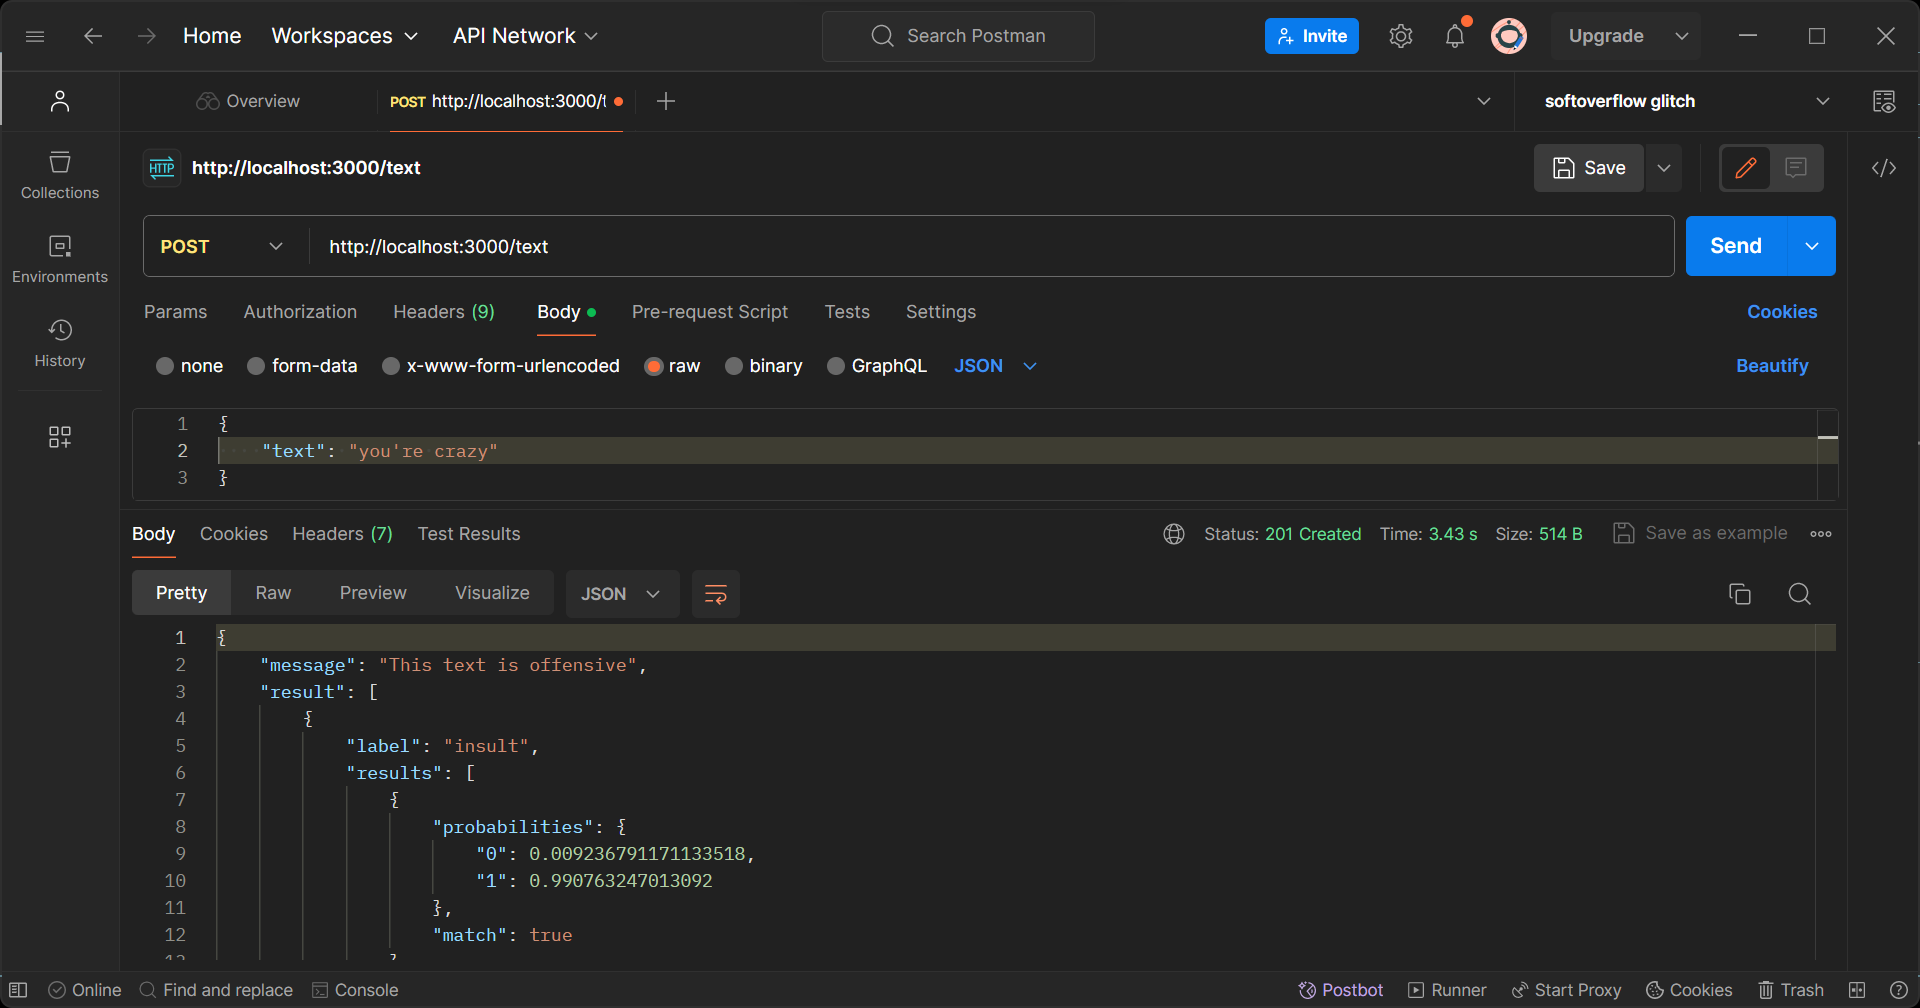 Home Workspaces API Network Search Postman Invite Upgrade
Overview POST http://localhost:3000/t softoverflow glitch
HTTP http://localhost:3000/text Save
Collections
Environments
History
POST http://localhost:3000/text Send
Params Authorization Headers (9) Body Pre-request Script Tests Settings Cookies
none form-data x-www-form-urlencoded raw binary GraphQL JSON Beautify
1 {
2 "text": "you're crazy"
3 }
Body Cookies Headers (7) Test Results Status: 201 Created Time: 3.43 s Size: 514 B Save as example
Pretty Raw Preview Visualize JSON
1 {
2 "message": "This text is offensive",
3 "result": [
4 {
5 "label": "insult",
6 "results": [
7 {
8 "probabilities": {
9 "0": 0.009236791171133518,
10 "1": 0.990763247013092
11 },
12 "match": true
Online Find and replace Console Postbot Runner Start Proxy Cookies Trash